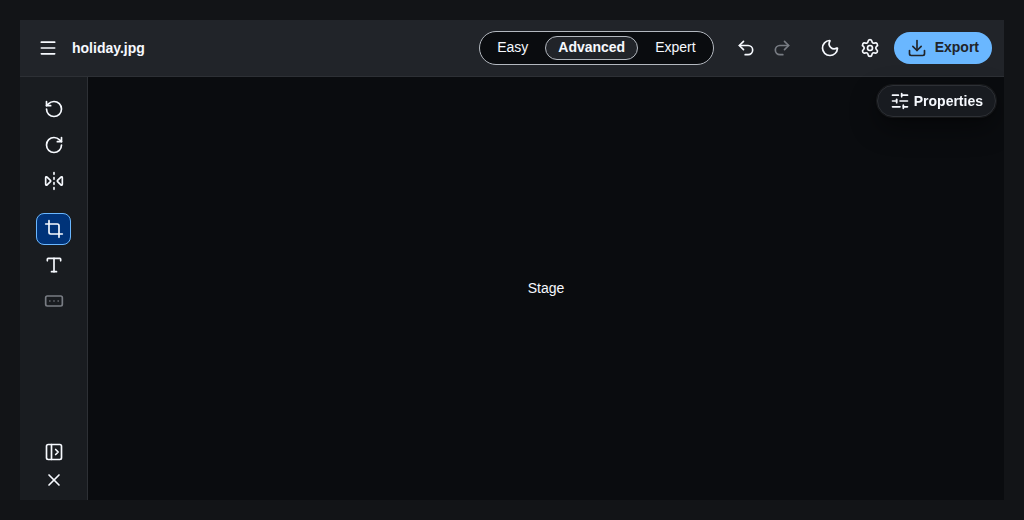 holiday.jpg
Easy Advanced Expert
Export
Properties
Stage